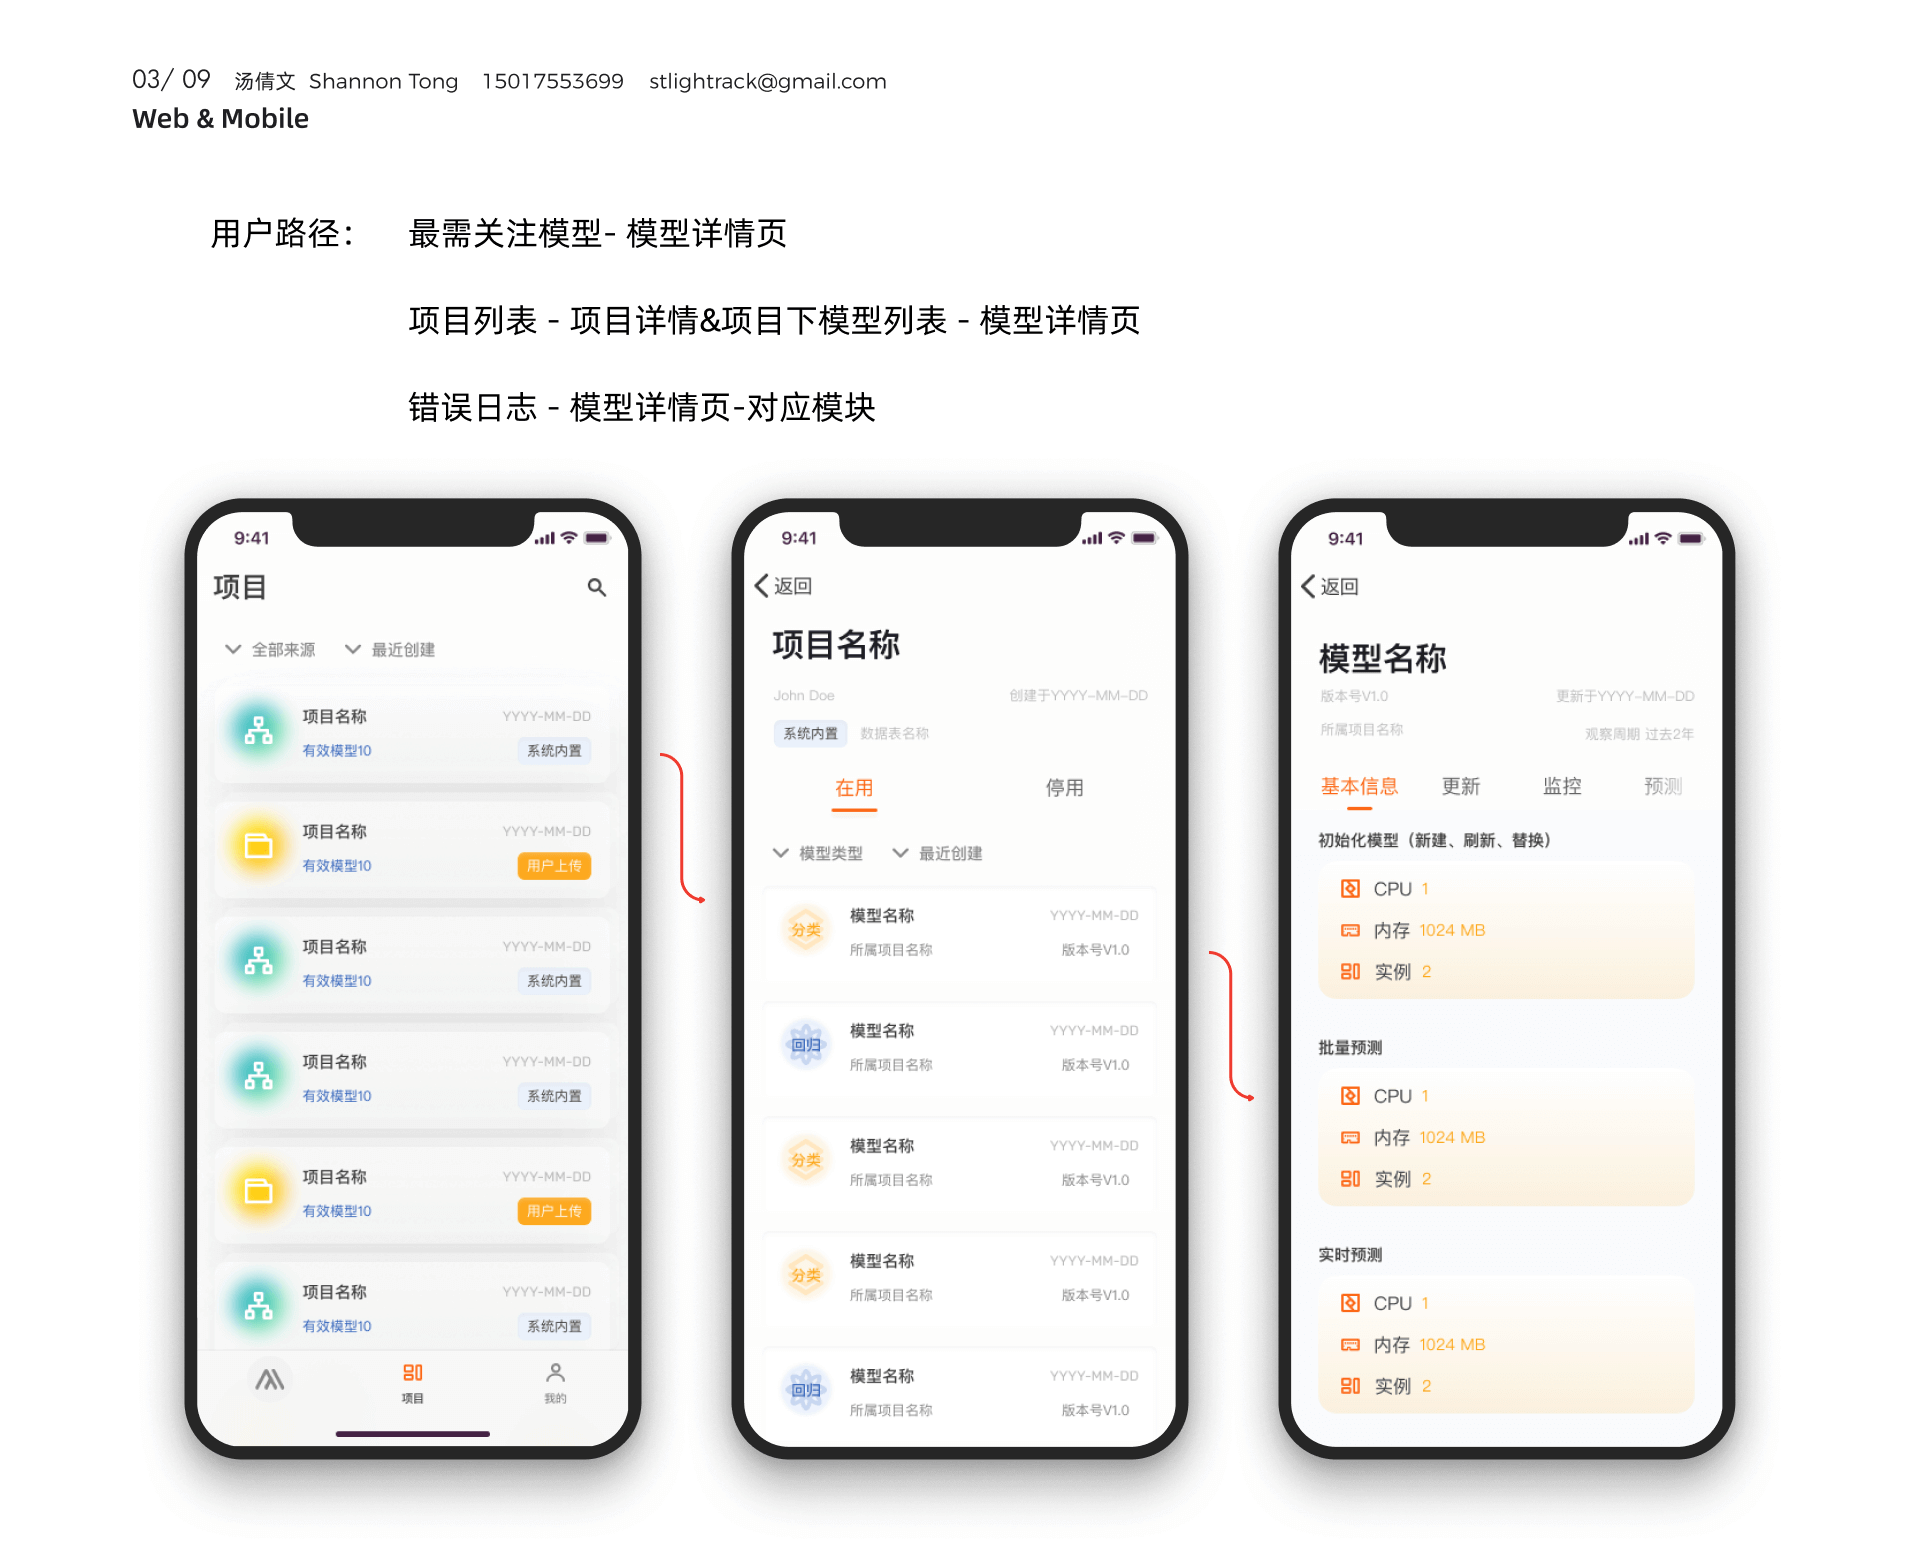 03/ 09 汤倩文 Shannon Tong 15017553699 stlightrack@gmail.com
Web & Mobile
用户路径： 最需关注模型- 模型详情页
项目列表 - 项目详情&项目下模型列表 - 模型详情页
错误日志 - 模型详情页-对应模块
9:41
项目
全部来源 最近创建
项目名称 YYYY-MM-DD
有效模型10 系统内置
项目名称 YYYY-MM-DD
有效模型10 用户上传
项目名称 YYYY-MM-DD
有效模型10 系统内置
项目名称 YYYY-MM-DD
有效模型10 系统内置
项目名称 YYYY-MM-DD
有效模型10 用户上传
项目名称 YYYY-MM-DD
有效模型10 系统内置
项目 我的
9:41
返回
项目名称
John Doe 创建于YYYY-MM-DD
系统内置 数据表名称
在用 停用
模型类型 最近创建
分类 模型名称 YYYY-MM-DD
所属项目名称 版本号V1.0
回归 模型名称 YYYY-MM-DD
所属项目名称 版本号V1.0
分类 模型名称 YYYY-MM-DD
所属项目名称 版本号V1.0
分类 模型名称 YYYY-MM-DD
所属项目名称 版本号V1.0
回归 模型名称 YYYY-MM-DD
所属项目名称 版本号V1.0
9:41
返回
模型名称
版本号V1.0 更新于YYYY-MM-DD
所属项目名称 观察周期 过去2年
基本信息 更新 监控 预测
初始化模型（新建、刷新、替换）
CPU 1
内存 1024 MB
实例 2
批量预测
CPU 1
内存 1024 MB
实例 2
实时预测
CPU 1
内存 1024 MB
实例 2